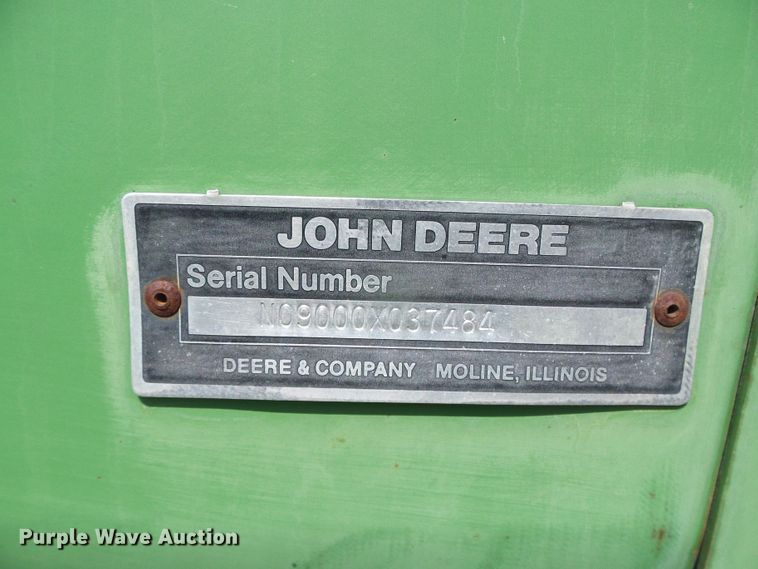 JOHN DEERE
Serial Number
N09000X037484
DEERE & COMPANY MOLINE, ILLINOIS
Purple Wave Auction